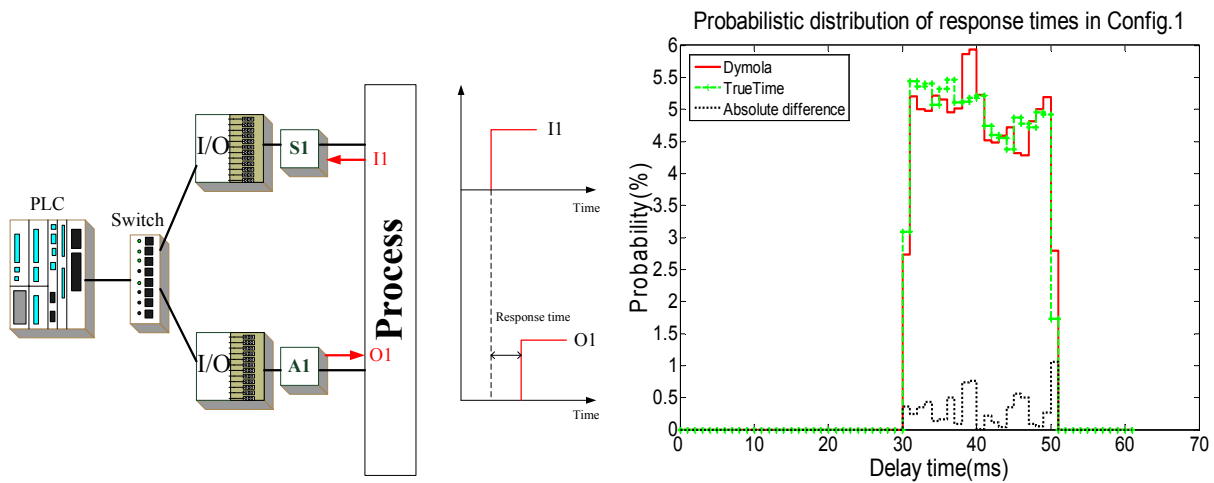 PLC
Switch
I/O
S1
I1
I/O
A1
O1
Process
I1
Time
Response time
O1
Time
Probabilistic distribution of response times in Config.1
Dymola
TrueTime
Absolute difference
Probability(%)
6
5.5
5
4.5
4
3.5
3
2.5
2
1.5
1
0.5
0
0 10 20 30 40 50 60 70
Delay time(ms)